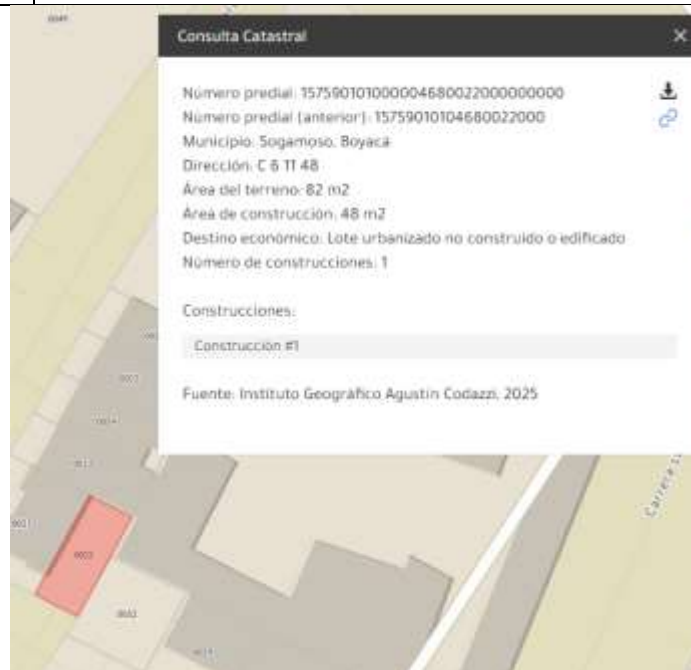 Consulta Catastral
Número predial: 157590101000004680022000000000
Número predial (anterior): 15759010104680022000
Municipio: Sogamoso, Boyacá
Dirección: C 6 11 48
Área del terreno: 82 m2
Área de construcción: 48 m2
Destino económico: Lote urbanizado no construido o edificado
Número de construcciones: 1
Construcciones:
Construcción #1
Fuente: Instituto Geográfico Agustín Codazzi, 2025